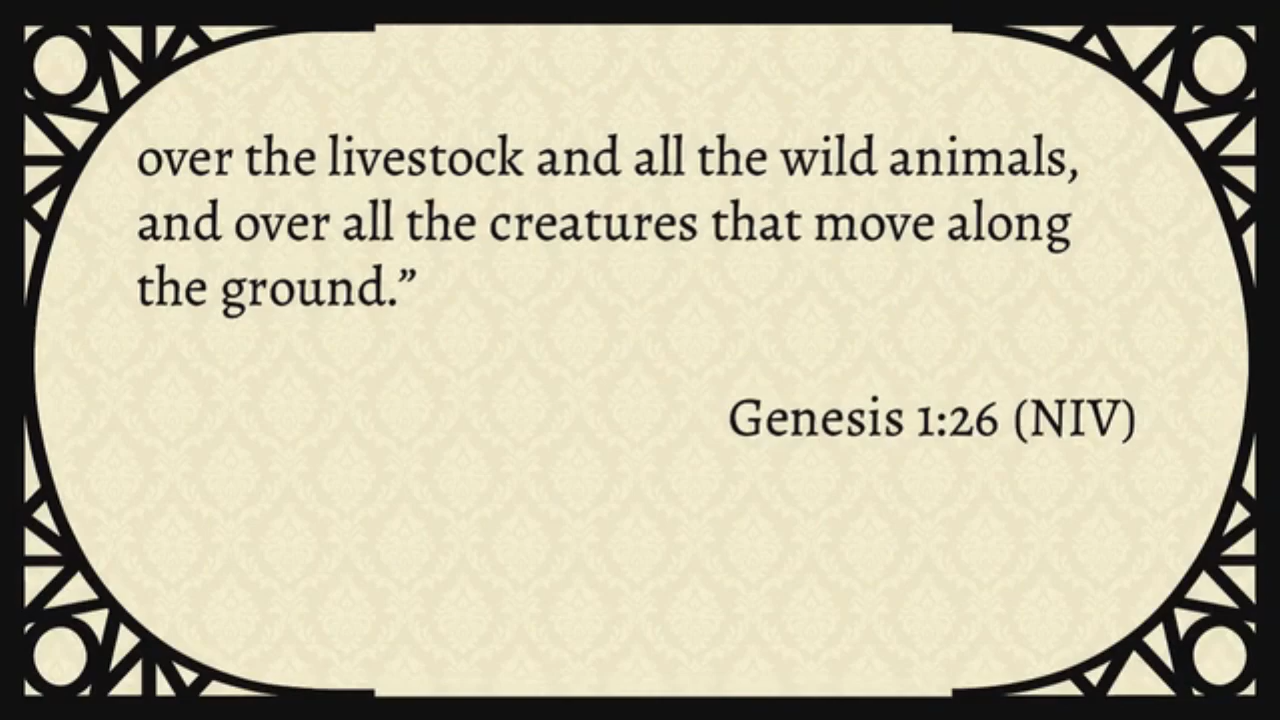 over the livestock and all the wild animals,
and over all the creatures that move along
the ground.”
Genesis 1:26 (NIV)